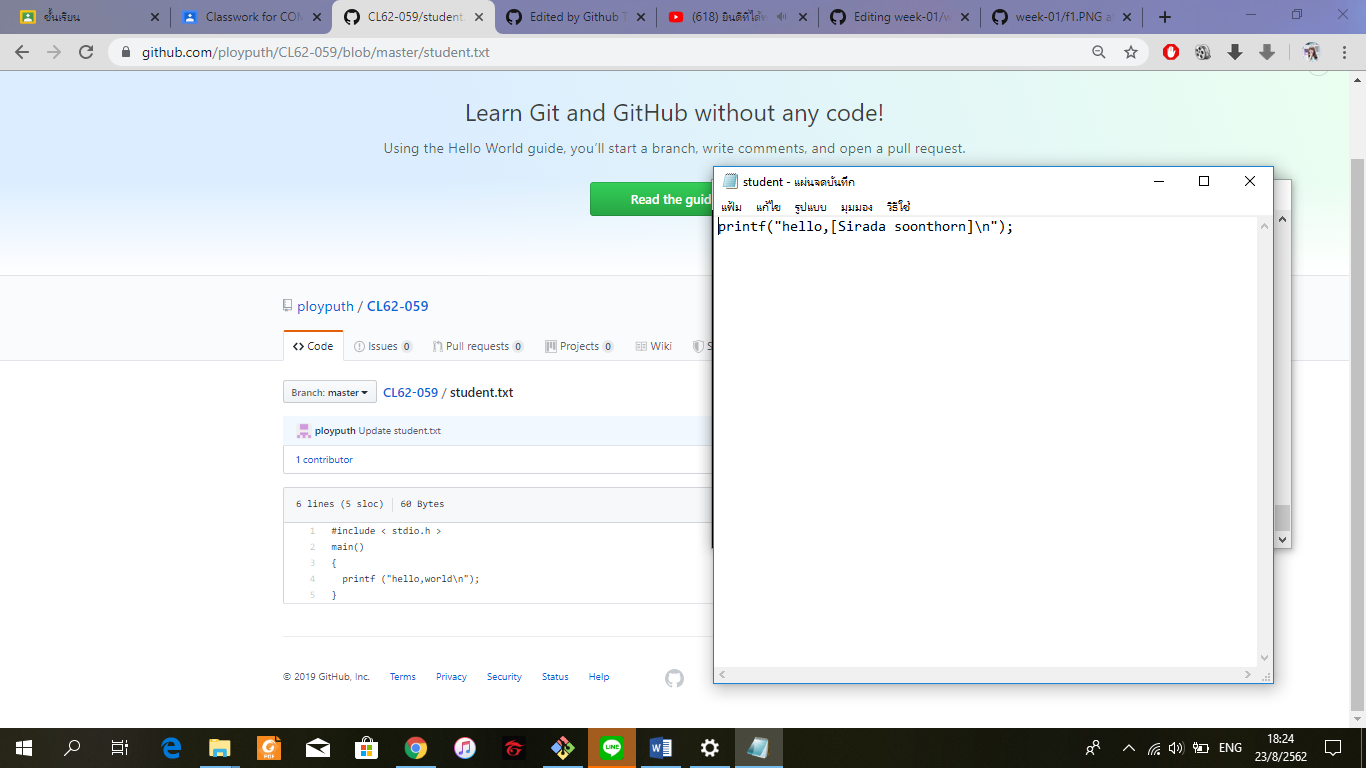 ชั้นเรียน
Classwork for COM
CL62-059/student.
Edited by Github T
(618) ยินดีที่ได้
Editing week-01/w
week-01/f1.PNG a
github.com/ployputh/CL62-059/blob/master/student.txt
Learn Git and GitHub without any code!
Using the Hello World guide, you’ll start a branch, write comments, and open a pull request.
Read the guid
student - แผ่นจดบันทึก
แฟ้ม แก้ไข รูปแบบ มุมมอง วิธีใช้
printf("hello,[Sirada soonthorn]\n");
ployputh / CL62-059
Code Issues 0 Pull requests 0 Projects 0 Wiki S
Branch: master CL62-059 / student.txt
ployputh Update student.txt
1 contributor
6 lines (5 sloc) 60 Bytes
1 #include < stdio.h >
2 main()
3 {
4 printf ("hello,world\n");
5 }
© 2019 GitHub, Inc. Terms Privacy Security Status Help
PDF
LINE
ENG
18:24
23/8/2562